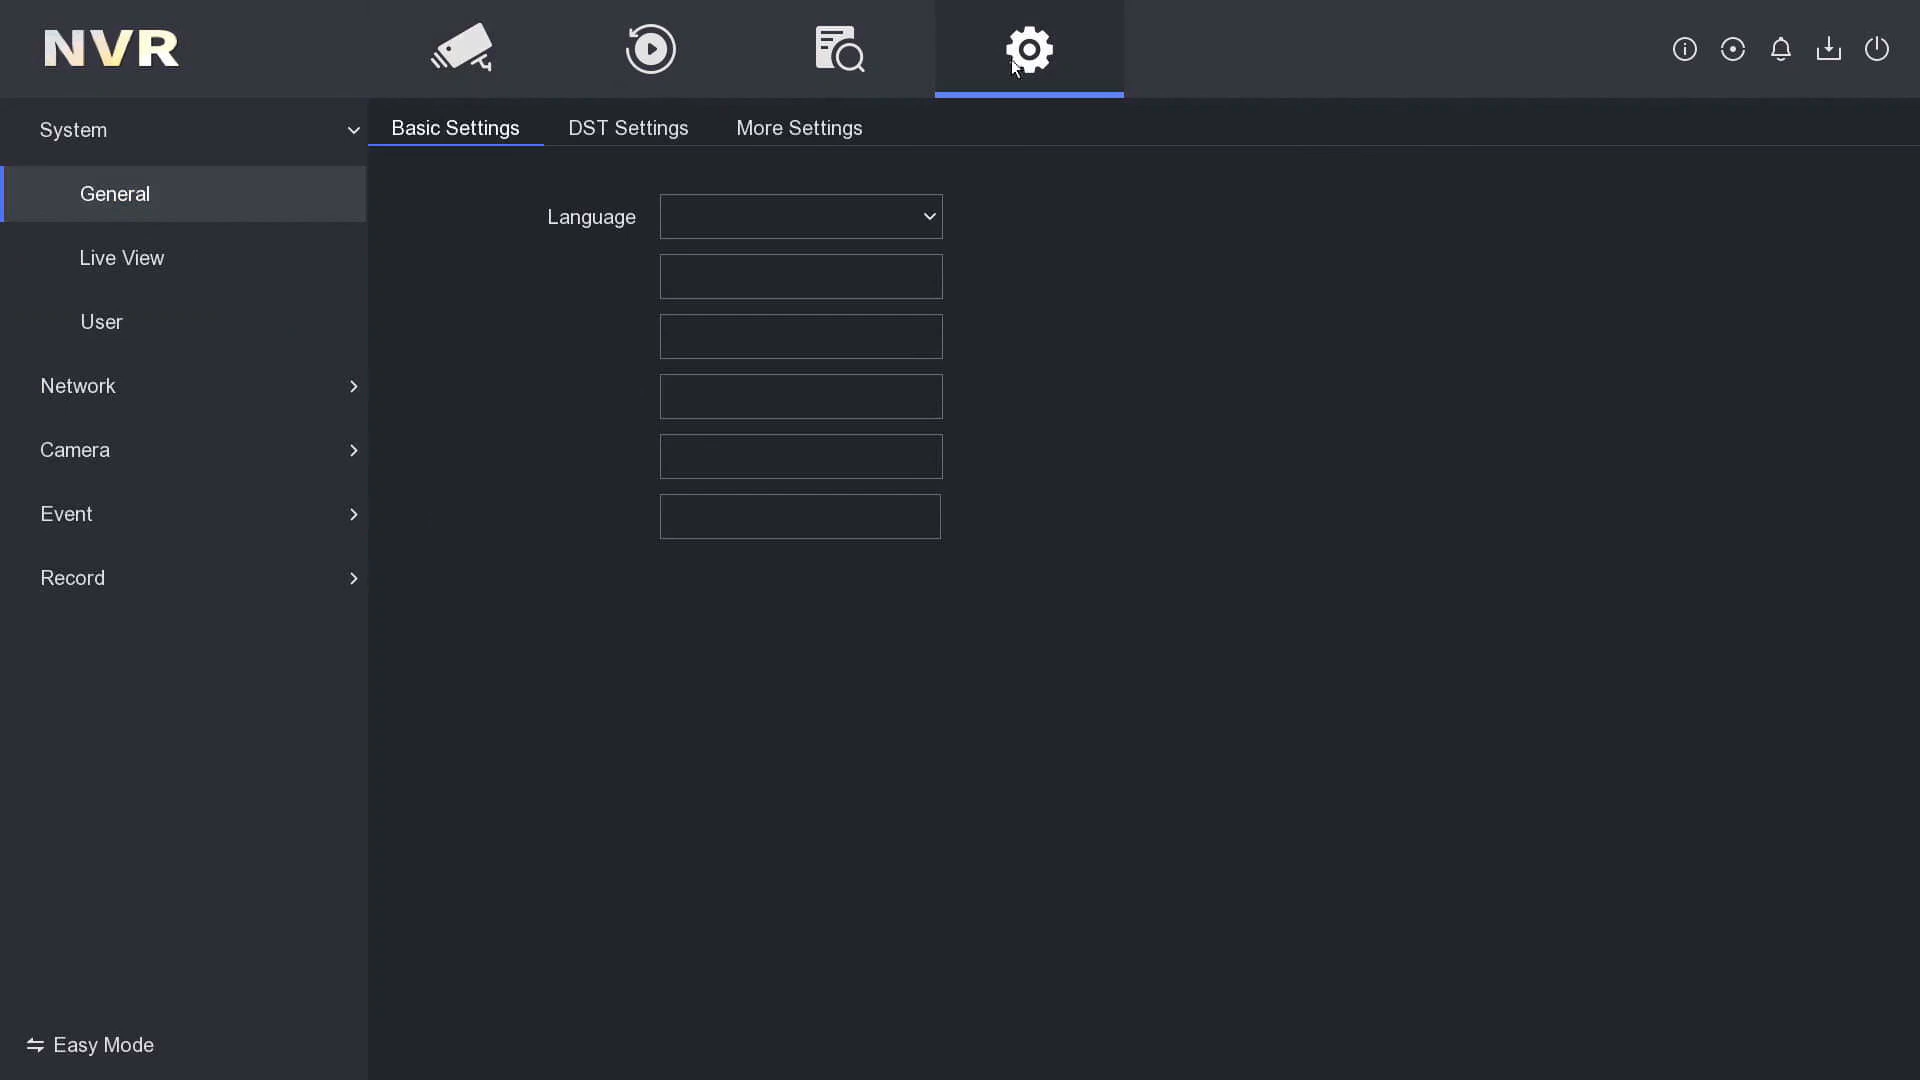 NVR
System
General
Live View
User
Network
Camera
Event
Record
Easy Mode
Basic Settings
DST Settings
More Settings
Language